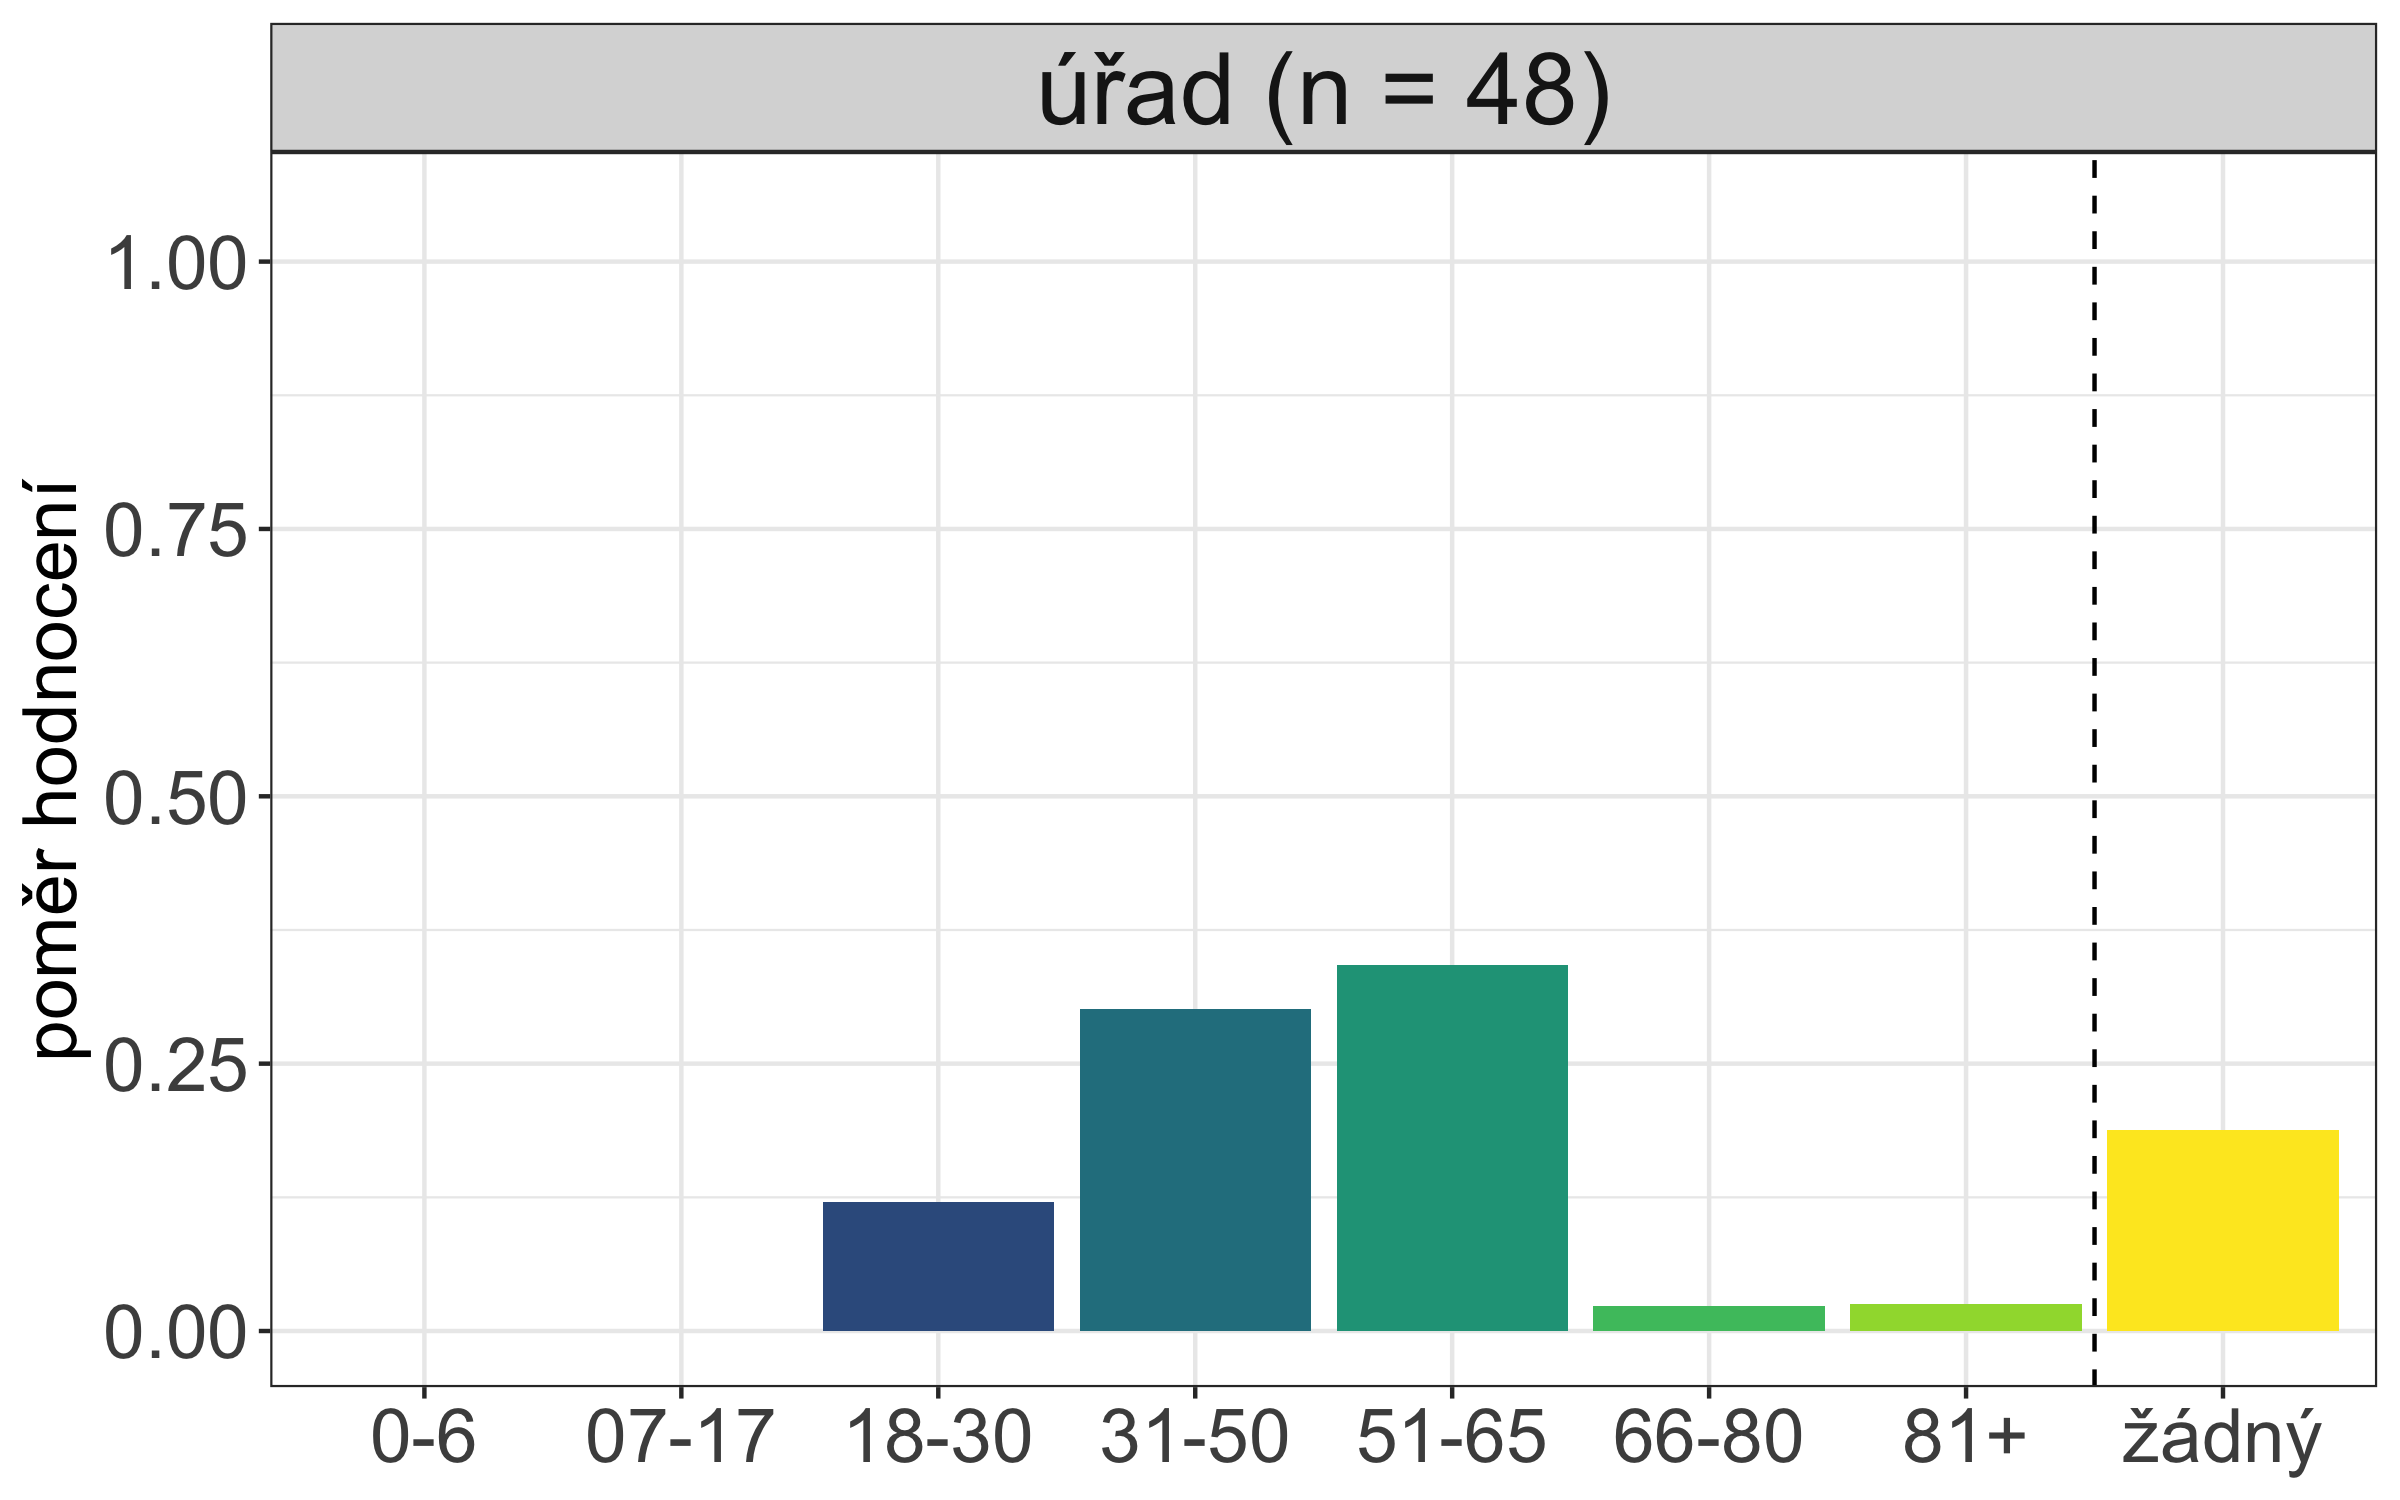 úřad (n = 48)
poměr hodnocení
1.00
0.75
0.50
0.25
0.00
0-6 07-17 18-30 31-50 51-65 66-80 81+ žádný